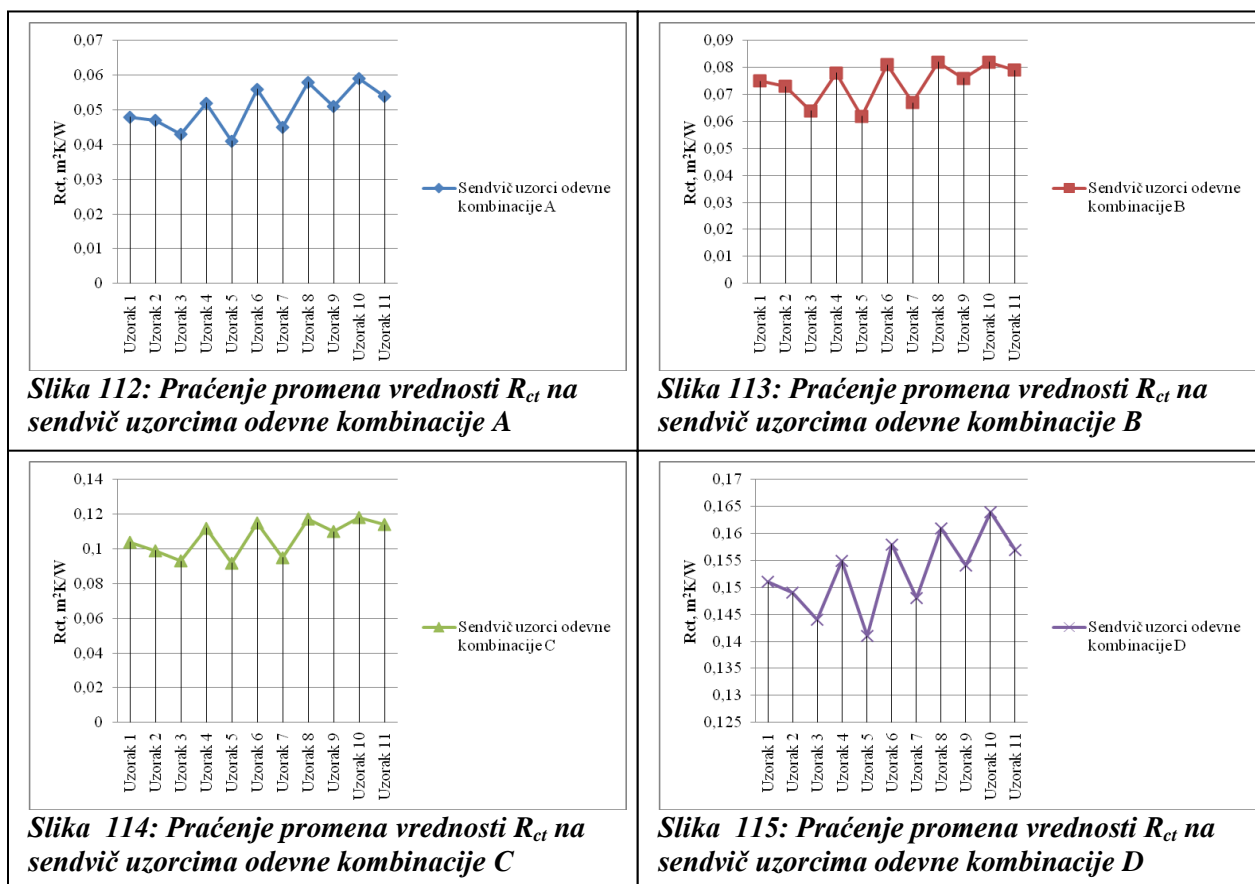 0,07
0,06
0,05
0,04
0,03
0,02
0,01
0
Rct, m²K/W
Uzorak 1
Uzorak 2
Uzorak 3
Uzorak 4
Uzorak 5
Uzorak 6
Uzorak 7
Uzorak 8
Uzorak 9
Uzorak 10
Uzorak 11
Sendvič uzorci odevne
kombinacije A
Slika 112: Praćenje promena vrednosti Rct na
sendvič uzorcima odevne kombinacije A
0,09
0,08
0,07
0,06
0,05
0,04
0,03
0,02
0,01
0
Rct, m²K/W
Uzorak 1
Uzorak 2
Uzorak 3
Uzorak 4
Uzorak 5
Uzorak 6
Uzorak 7
Uzorak 8
Uzorak 9
Uzorak 10
Uzorak 11
Sendvič uzorci odevne
kombinacije B
Slika 113: Praćenje promena vrednosti Rct na
sendvič uzorcima odevne kombinacije B
0,14
0,12
0,1
0,08
0,06
0,04
0,02
0
Rct, m²K/W
Uzorak 1
Uzorak 2
Uzorak 3
Uzorak 4
Uzorak 5
Uzorak 6
Uzorak 7
Uzorak 8
Uzorak 9
Uzorak 10
Uzorak 11
Sendvič uzorci odevne
kombinacije C
Slika 114: Praćenje promena vrednosti Rct na
sendvič uzorcima odevne kombinacije C
0,17
0,165
0,16
0,155
0,15
0,145
0,14
0,135
0,13
0,125
Rct, m²K/W
Uzorak 1
Uzorak 2
Uzorak 3
Uzorak 4
Uzorak 5
Uzorak 6
Uzorak 7
Uzorak 8
Uzorak 9
Uzorak 10
Uzorak 11
Sendvič uzorci odevne
kombinacije D
Slika 115: Praćenje promena vrednosti Rct na
sendvič uzorcima odevne kombinacije D